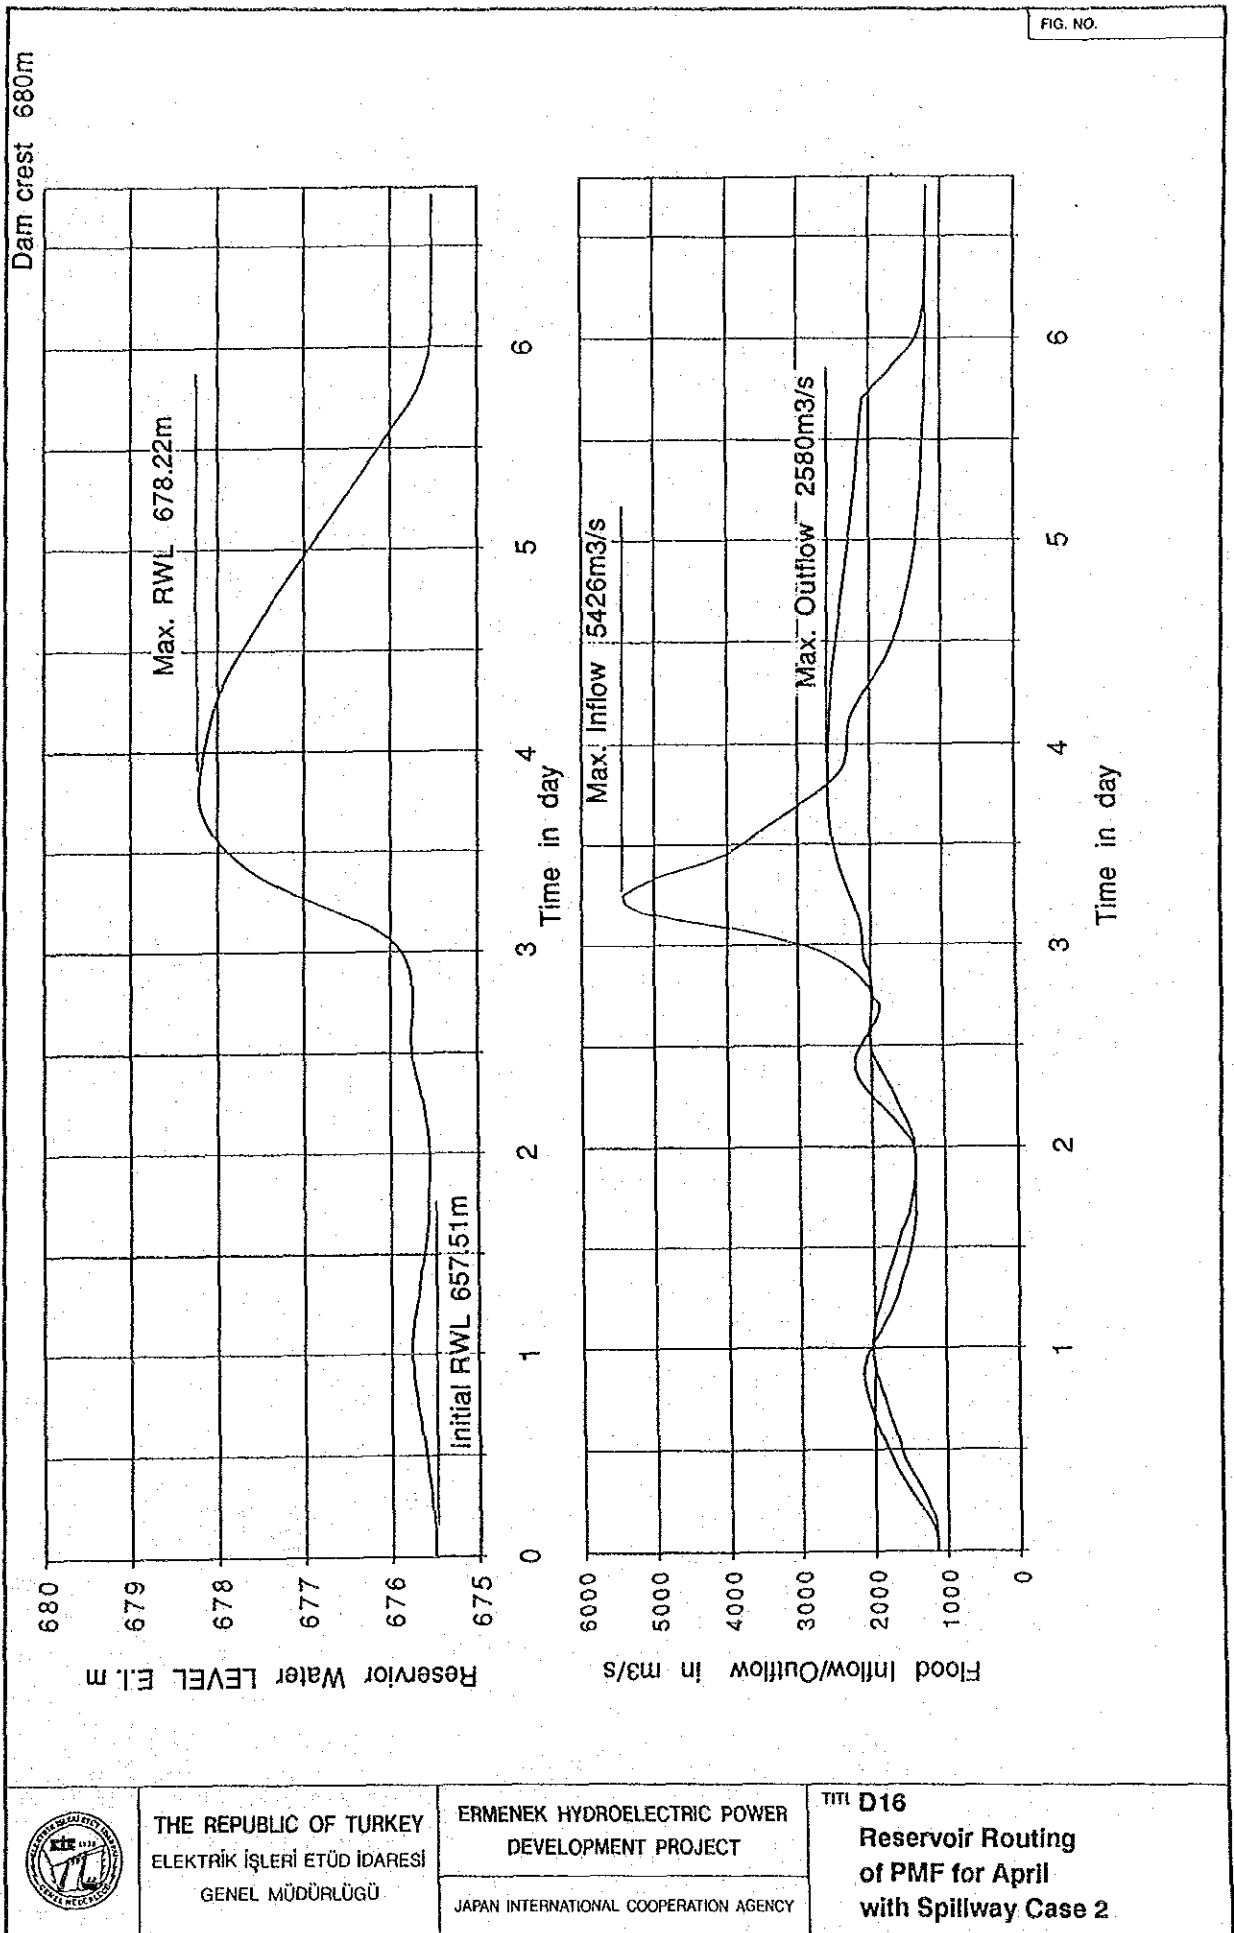 FIG. NO.
Dam crest 680m
Max. RWL 678.22m
Initial RWL 657.51m
680
679
678
677
676
675
Reservior Water LEVEL E.l. m
0
1
2
3
4
5
6
Time in day
Max. Inflow 5426m3/s
Max. Outflow 2580m3/s
6000
5000
4000
3000
2000
1000
0
Flood Inflow/Outflow in m3/s
1
2
3
4
5
6
Time in day
THE REPUBLIC OF TURKEY
ELEKTRİK İŞLERİ ETÜD İDARESİ
GENEL MÜDÜRLÜGÜ
ERMENEK HYDROELECTRIC POWER
DEVELOPMENT PROJECT
JAPAN INTERNATIONAL COOPERATION AGENCY
TITL D16
Reservoir Routing
of PMF for April
with Spillway Case 2